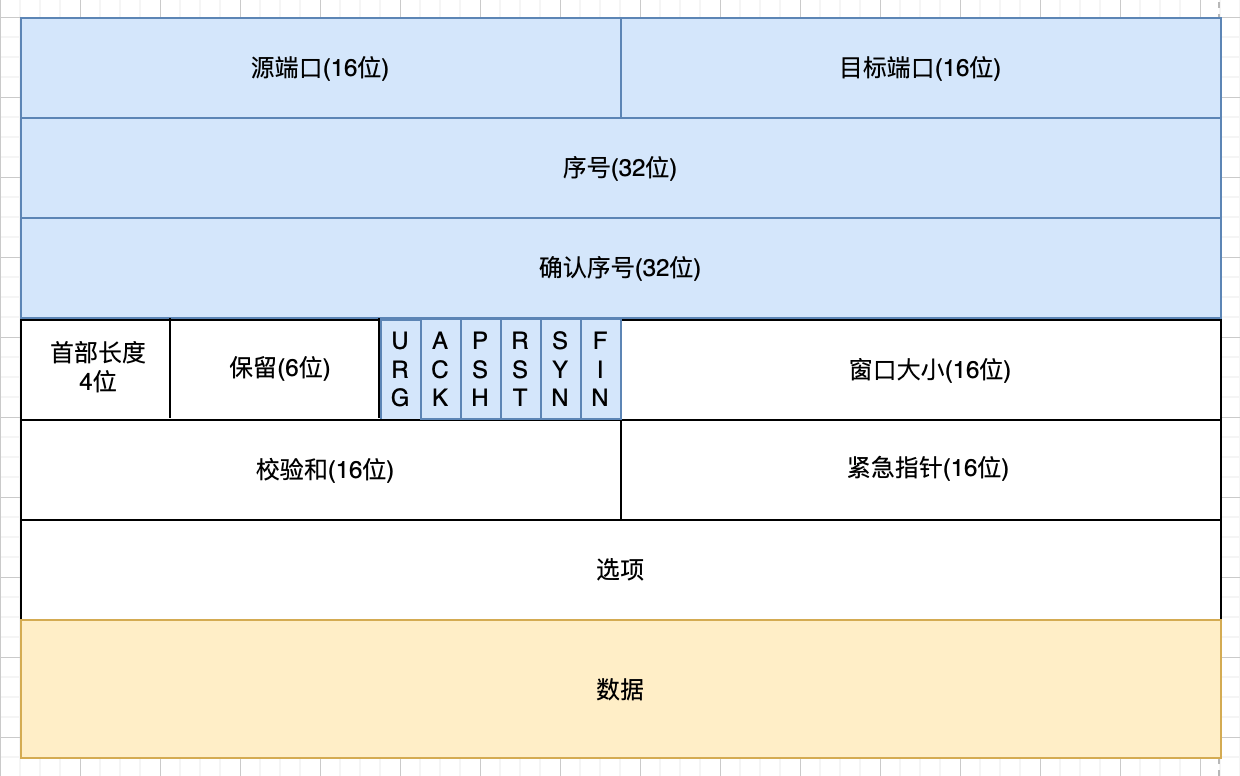 源端口(16位)
目标端口(16位)
序号(32位)
确认序号(32位)
首部长度
4位
保留(6位)
URG
ACK
PSH
RST
SYN
FIN
窗口大小(16位)
校验和(16位)
紧急指针(16位)
选项
数据